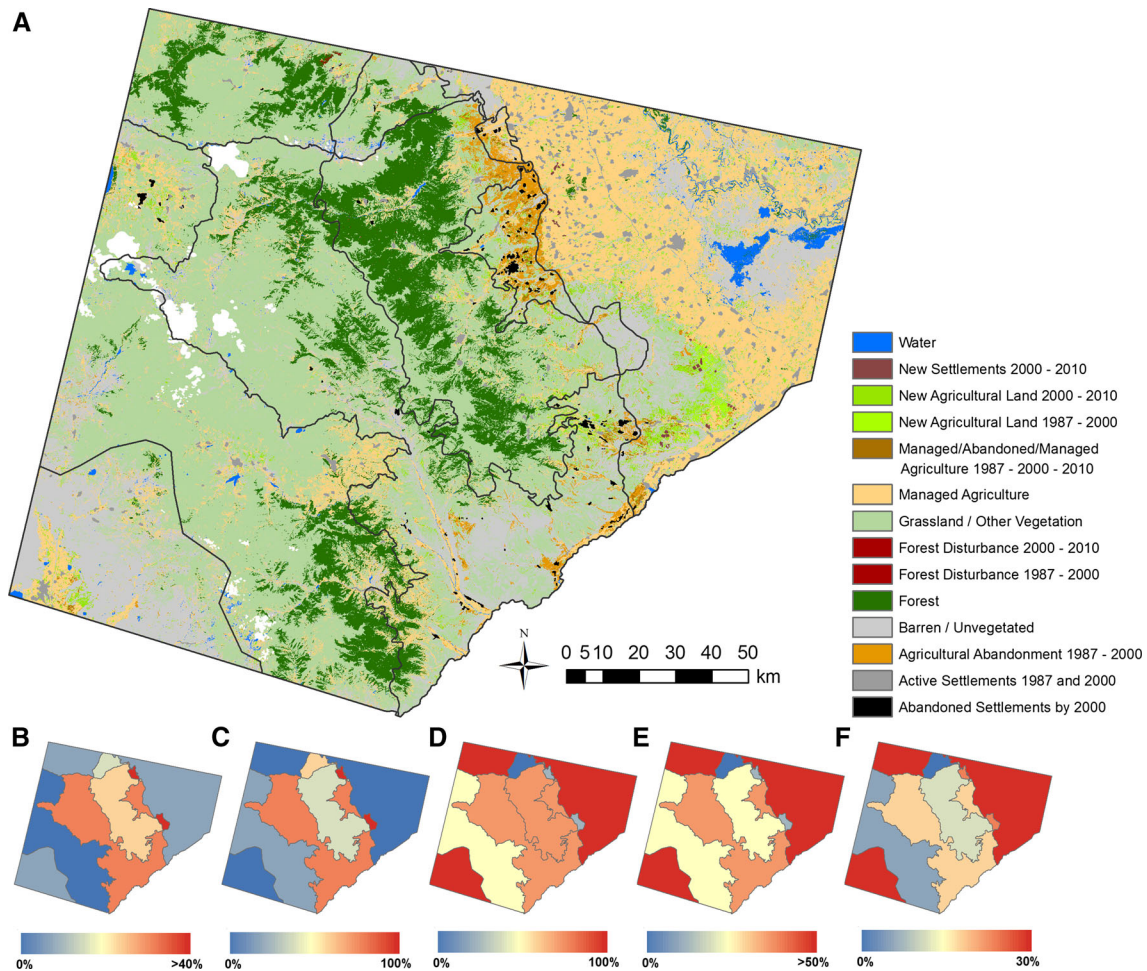 A
Water
New Settlements 2000 - 2010
New Agricultural Land 2000 - 2010
New Agricultural Land 1987 - 2000
Managed/Abandoned/Managed
Agriculture 1987 - 2000 - 2010
Managed Agriculture
Grassland / Other Vegetation
Forest Disturbance 2000 - 2010
Forest Disturbance 1987 - 2000
Forest
Barren / Unvegetated
Agricultural Abandonment 1987 - 2000
Active Settlements 1987 and 2000
Abandoned Settlements by 2000
N
0 5 10 20 30 40 50
km
B
0% >40%
C
0% 100%
D
0% 100%
E
0% >50%
F
0% 30%